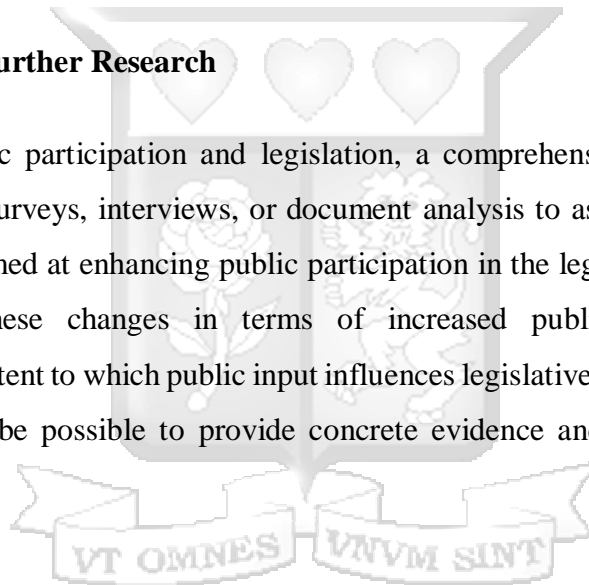 urther Research
c participation and legislation, a comprehens
urveys, interviews, or document analysis to as
ned at enhancing public participation in the leg
nese changes in terms of increased publi
tent to which public input influences legislative
be possible to provide concrete evidence and
VT OMNES VNVM SINT